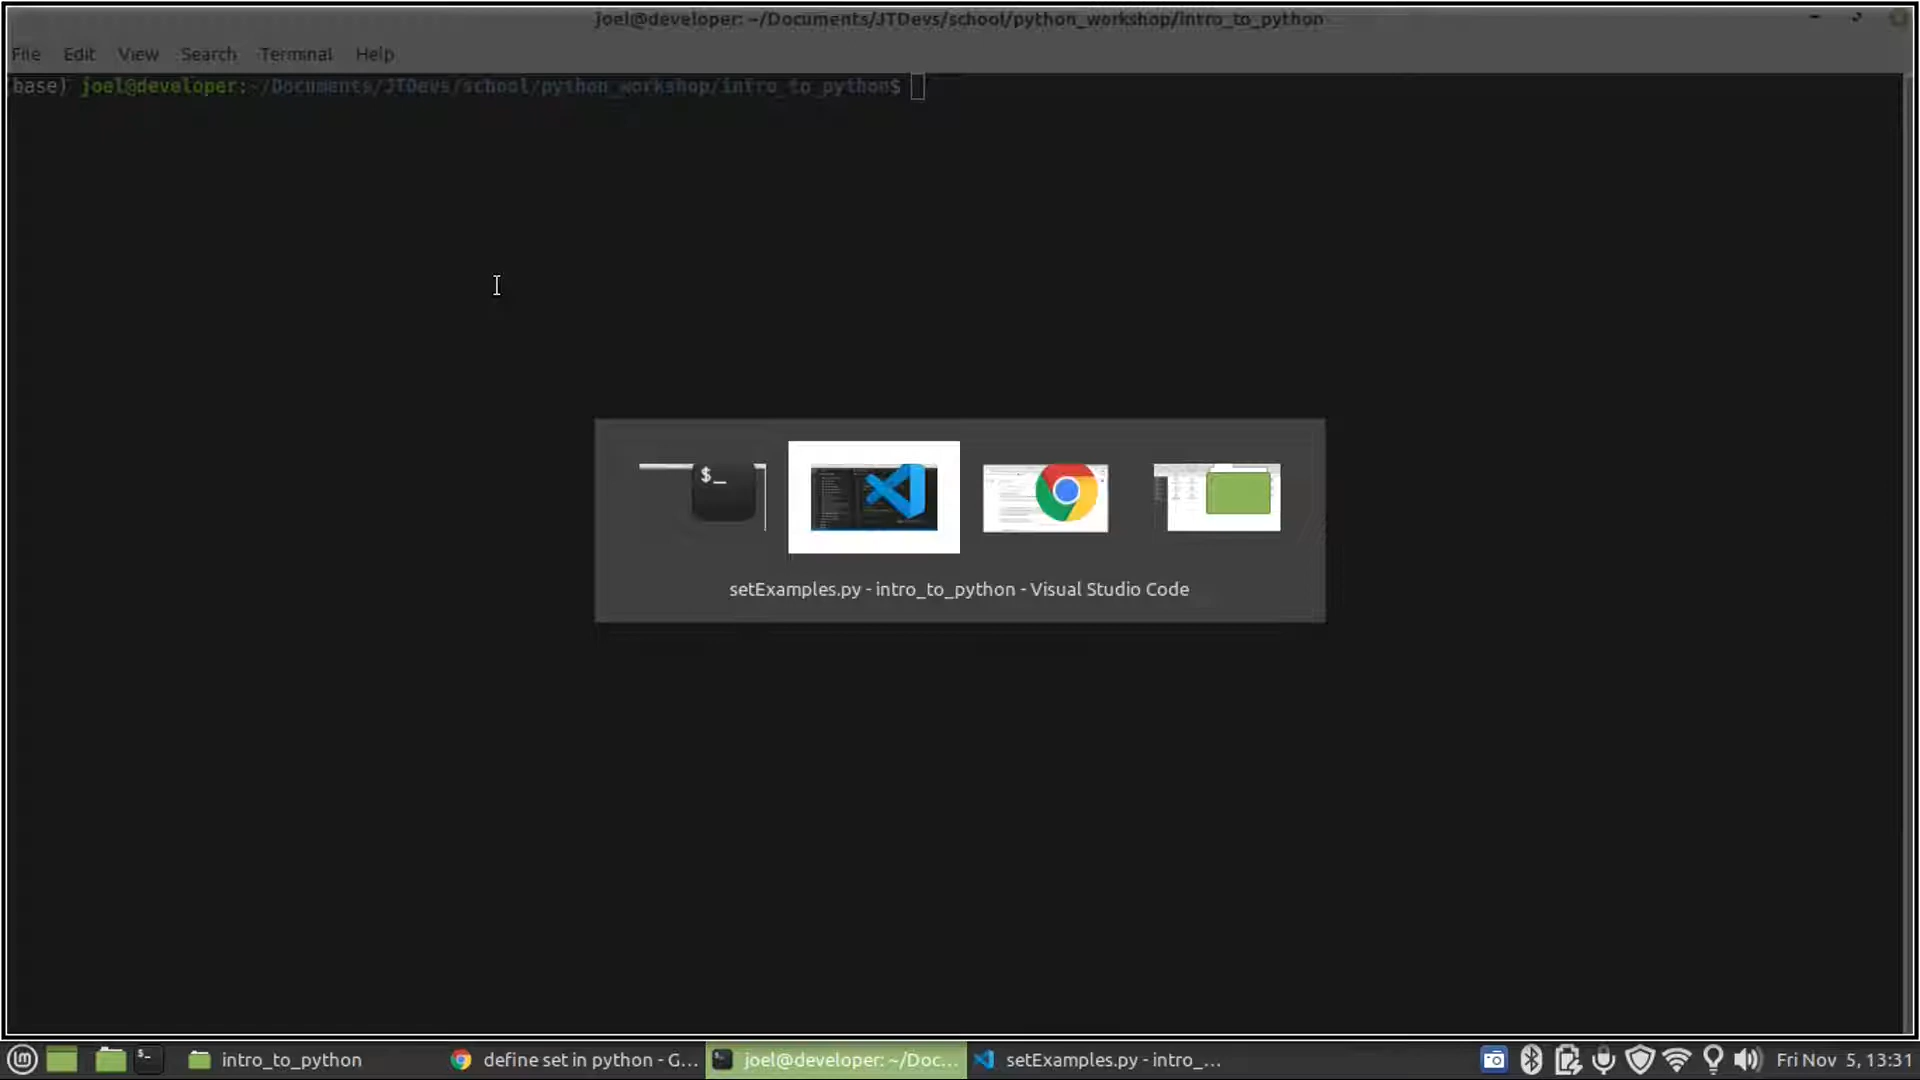 joel@developer: ~/Documents/JTDevs/school/python_workshop/intro_to_python
File Edit View Search Terminal Help
(base) joel@developer:~/Documents/JTDevs/school/python_workshop/intro_to_python$
$_
setExamples.py - intro_to_python - Visual Studio Code
$_ intro_to_python define set in python - G... joel@developer: ~/Doc... setExamples.py - intro_... Fri Nov 5, 13:31